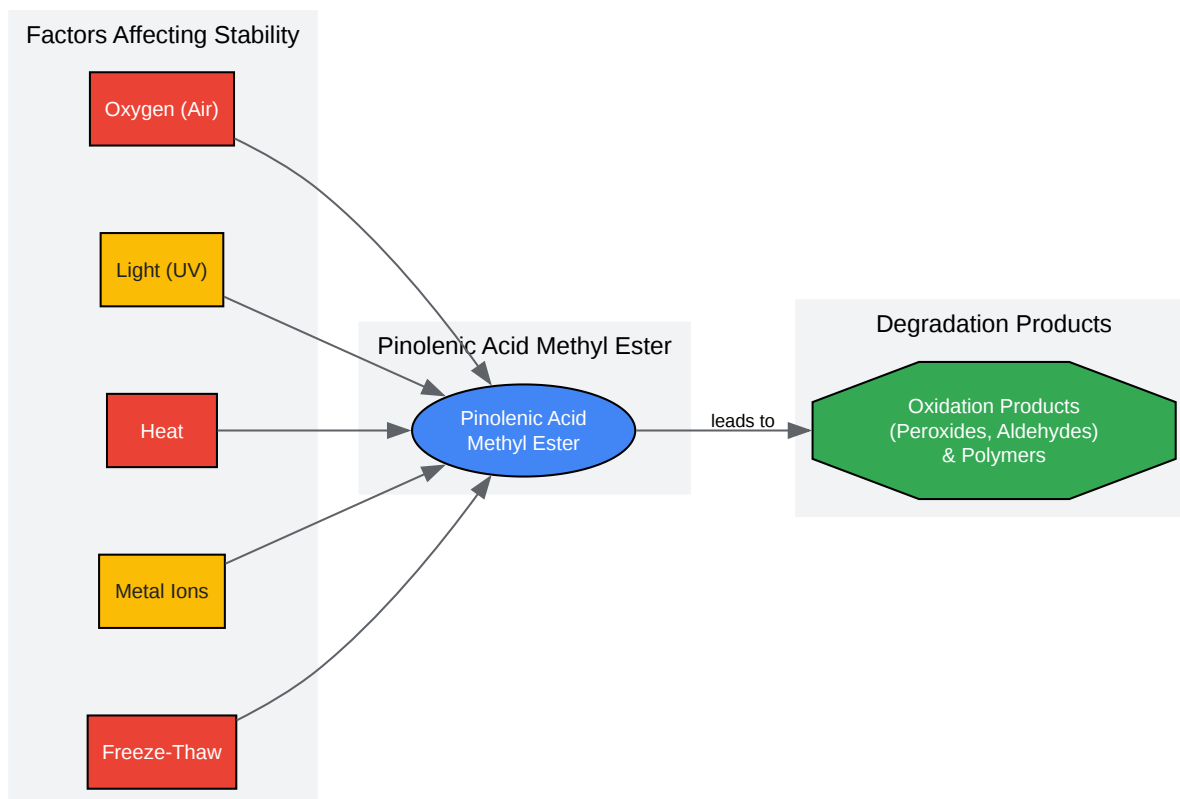 Factors Affecting Stability
Oxygen (Air)
Light (UV)
Heat
Metal Ions
Freeze-Thaw
Pinolenic Acid Methyl Ester
Pinolenic Acid
Methyl Ester
leads to
Degradation Products
Oxidation Products
(Peroxides, Aldehydes)
& Polymers